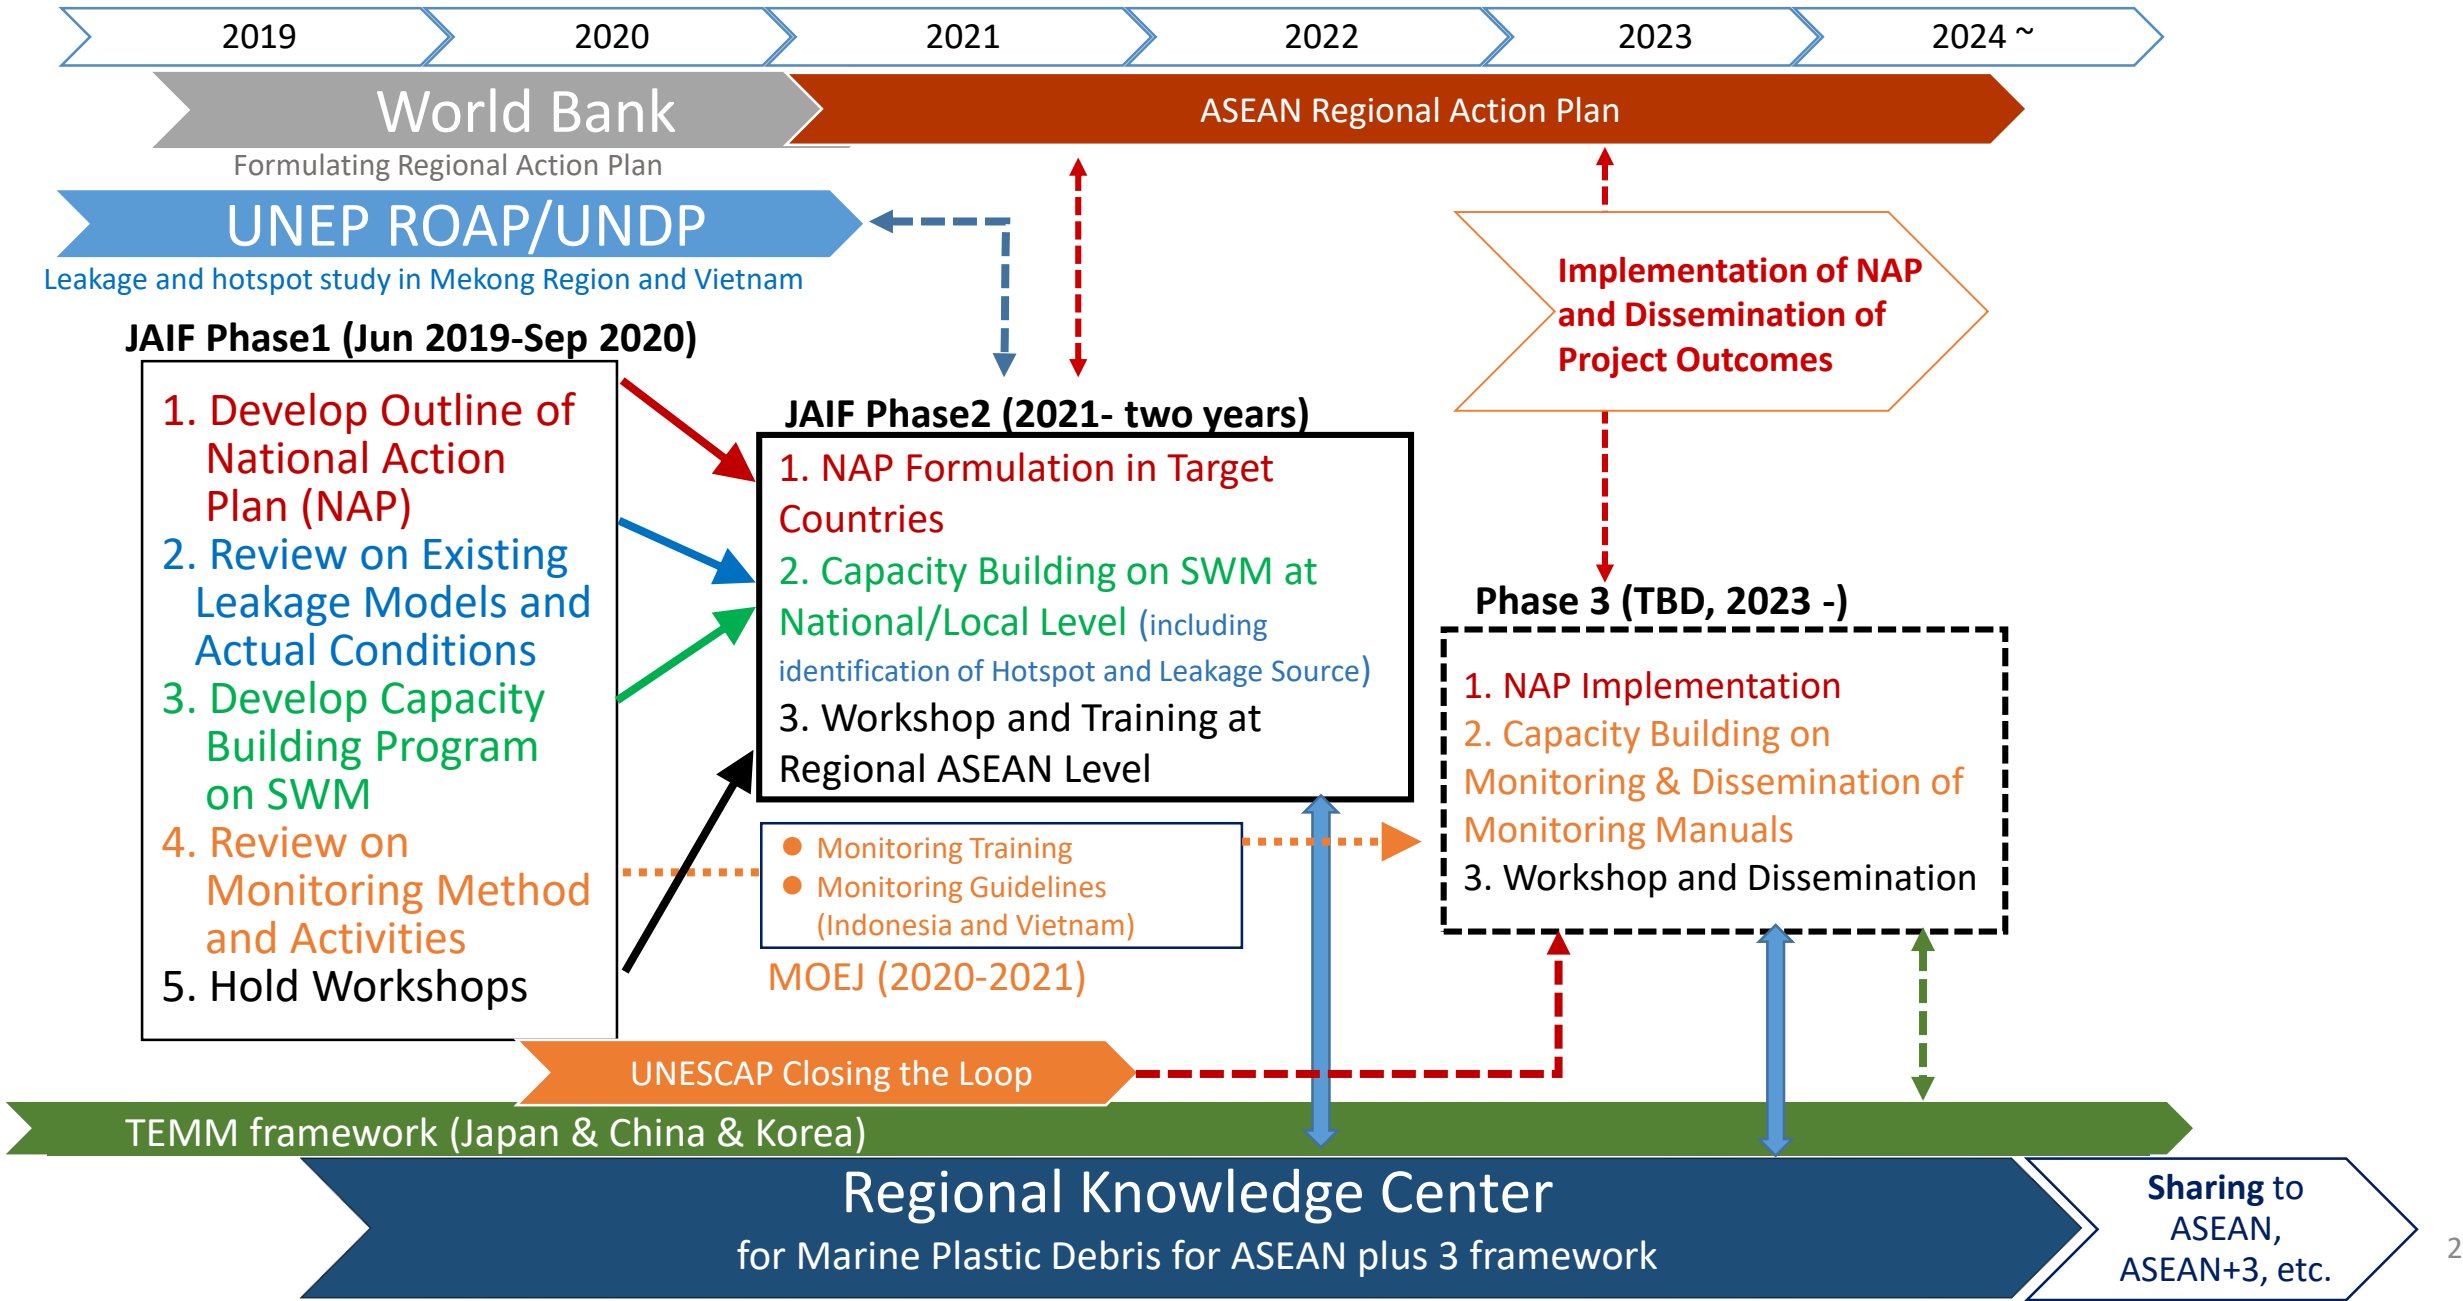 2019
2020
2021
2022
2023
2024 ~
World Bank
ASEAN Regional Action Plan
Formulating Regional Action Plan
UNEP ROAP/UNDP
Leakage and hotspot study in Mekong Region and Vietnam
Implementation of NAP
and Dissemination of
Project Outcomes
JAIF Phase1 (Jun 2019-Sep 2020)
1. Develop Outline of
National Action
Plan (NAP)
2. Review on Existing
Leakage Models and
Actual Conditions
3. Develop Capacity
Building Program
on SWM
4. Review on
Monitoring Method
and Activities
5. Hold Workshops
JAIF Phase2 (2021- two years)
1. NAP Formulation in Target
Countries
2. Capacity Building on SWM at
National/Local Level (including
identification of Hotspot and Leakage Source)
3. Workshop and Training at
Regional ASEAN Level
● Monitoring Training
● Monitoring Guidelines
(Indonesia and Vietnam)
MOEJ (2020-2021)
Phase 3 (TBD, 2023 -)
1. NAP Implementation
2. Capacity Building on
Monitoring & Dissemination of
Monitoring Manuals
3. Workshop and Dissemination
UNESCAP Closing the Loop
TEMM framework (Japan & China & Korea)
Regional Knowledge Center
for Marine Plastic Debris for ASEAN plus 3 framework
Sharing to
ASEAN,
ASEAN+3, etc.
2